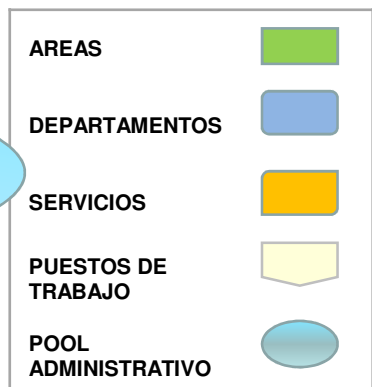 AREAS
DEPARTAMENTOS
SERVICIOS
PUESTOS DE
TRABAJO
POOL
ADMINISTRATIVO